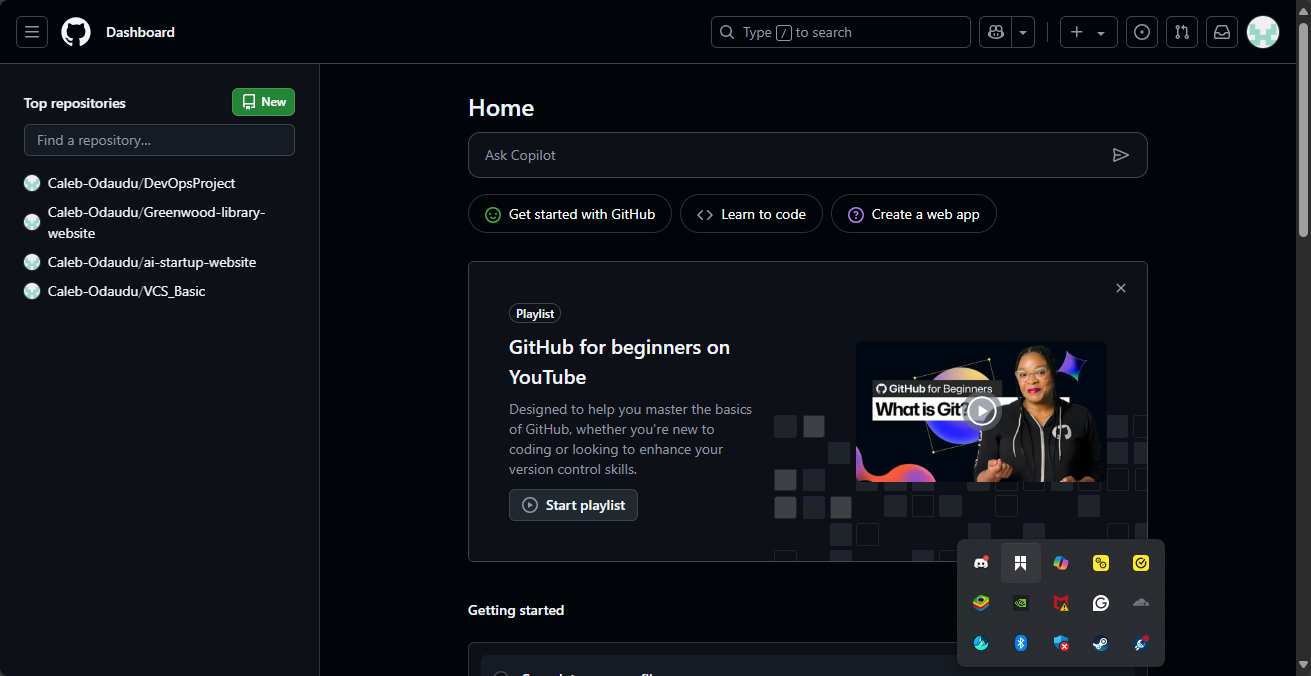 Dashboard
Type / to search
Top repositories
New
Find a repository...
Caleb-Odaudu/DevOpsProject
Caleb-Odaudu/Greenwood-library-
website
Caleb-Odaudu/ai-startup-website
Caleb-Odaudu/VCS_Basic
Home
Ask Copilot
Get started with GitHub
Learn to code
Create a web app
Playlist
GitHub for beginners on
YouTube
Designed to help you master the basics
of GitHub, whether you're new to
coding or looking to enhance your
version control skills.
Start playlist
GitHub for Beginners
What is Git?
Getting started